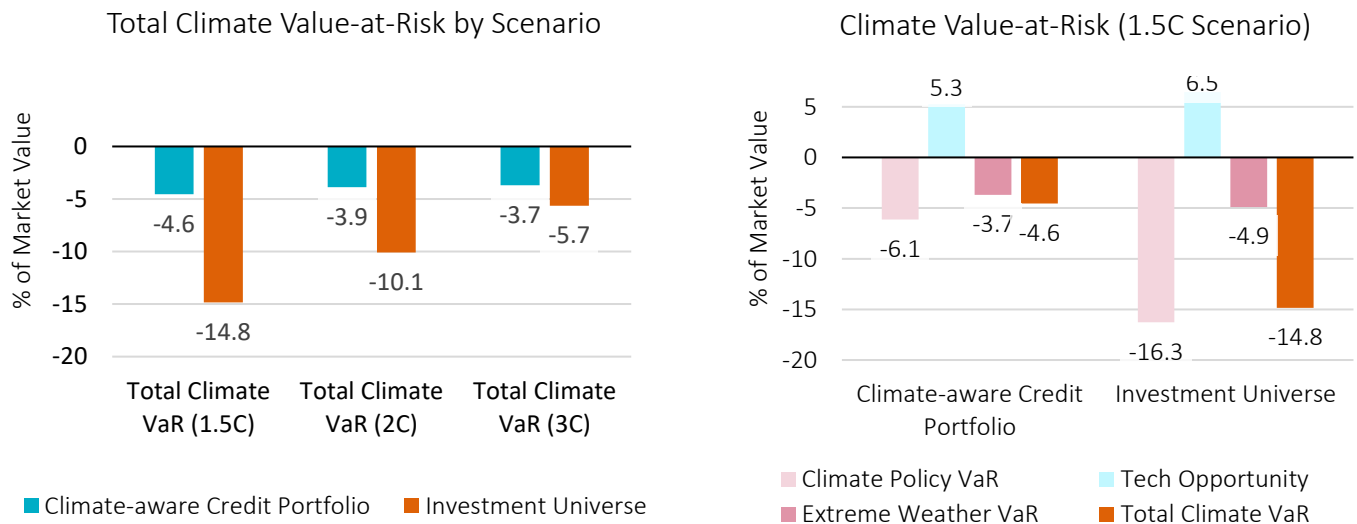 Total Climate Value-at-Risk by Scenario
% of Market Value
0
-5
-10
-15
-20
-4.6
-14.8
-3.9
-10.1
-3.7
-5.7
Total Climate
VaR (1.5C)
Total Climate
VaR (2C)
Total Climate
VaR (3C)
Climate-aware Credit Portfolio
Investment Universe
Climate Value-at-Risk (1.5C Scenario)
% of Market Value
5
0
-5
-10
-15
-20
5.3
-6.1
-3.7
-4.6
6.5
-16.3
-4.9
-14.8
Climate-aware Credit
Portfolio
Investment Universe
Climate Policy VaR
Tech Opportunity
Extreme Weather VaR
Total Climate VaR